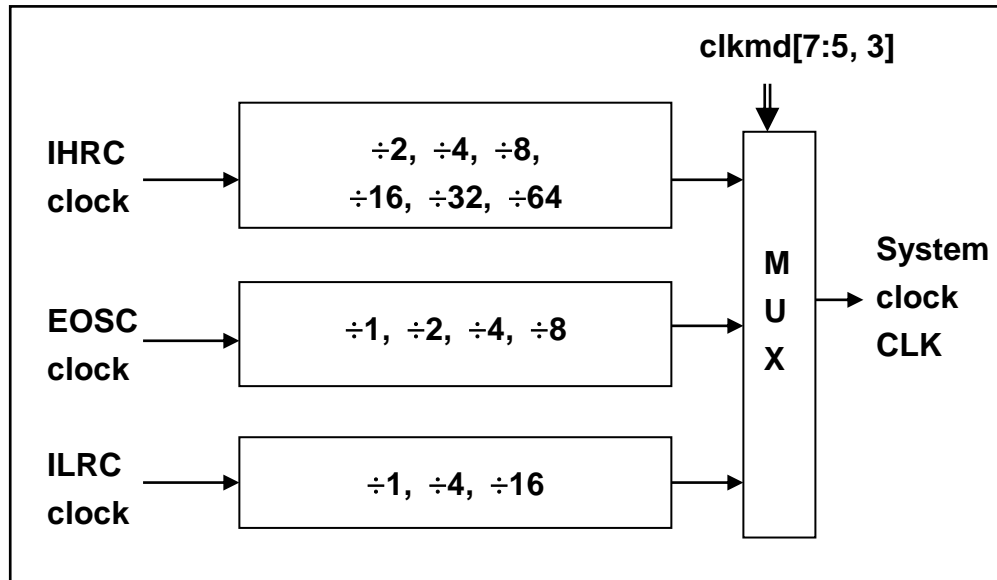 clkmd[7:5, 3]
IHRC
clock
÷2, ÷4, ÷8,
÷16, ÷32, ÷64
EOSC
clock
÷1, ÷2, ÷4, ÷8
ILRC
clock
÷1, ÷4, ÷16
M
U
X
System
clock
CLK